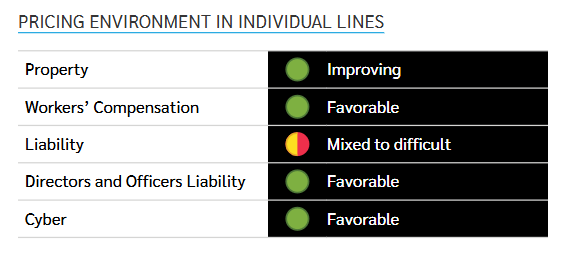 PRICING ENVIRONMENT IN INDIVIDUAL LINES
Property Improving
Workers’ Compensation Favorable
Liability Mixed to difficult
Directors and Officers Liability Favorable
Cyber Favorable